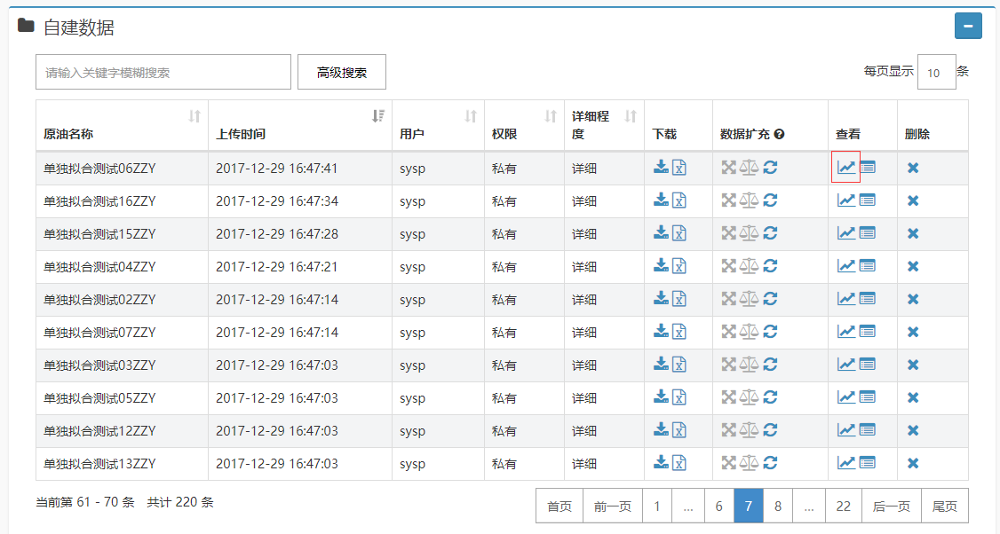 自建数据
请输入关键字模糊搜索 高级搜索 每页显示 10 条
原油名称 上传时间 用户 权限 详细程度 下载 数据扩充 查看 删除
单独拟合测试06ZZY 2017-12-29 16:47:41 sysp 私有 详细
单独拟合测试16ZZY 2017-12-29 16:47:34 sysp 私有 详细
单独拟合测试15ZZY 2017-12-29 16:47:28 sysp 私有 详细
单独拟合测试04ZZY 2017-12-29 16:47:21 sysp 私有 详细
单独拟合测试02ZZY 2017-12-29 16:47:14 sysp 私有 详细
单独拟合测试07ZZY 2017-12-29 16:47:14 sysp 私有 详细
单独拟合测试03ZZY 2017-12-29 16:47:03 sysp 私有 详细
单独拟合测试05ZZY 2017-12-29 16:47:03 sysp 私有 详细
单独拟合测试12ZZY 2017-12-29 16:47:03 sysp 私有 详细
单独拟合测试13ZZY 2017-12-29 16:47:03 sysp 私有 详细
当前第 61 - 70 条 共计 220 条 首页 前一页 1 ... 6 7 8 ... 22 后一页 尾页